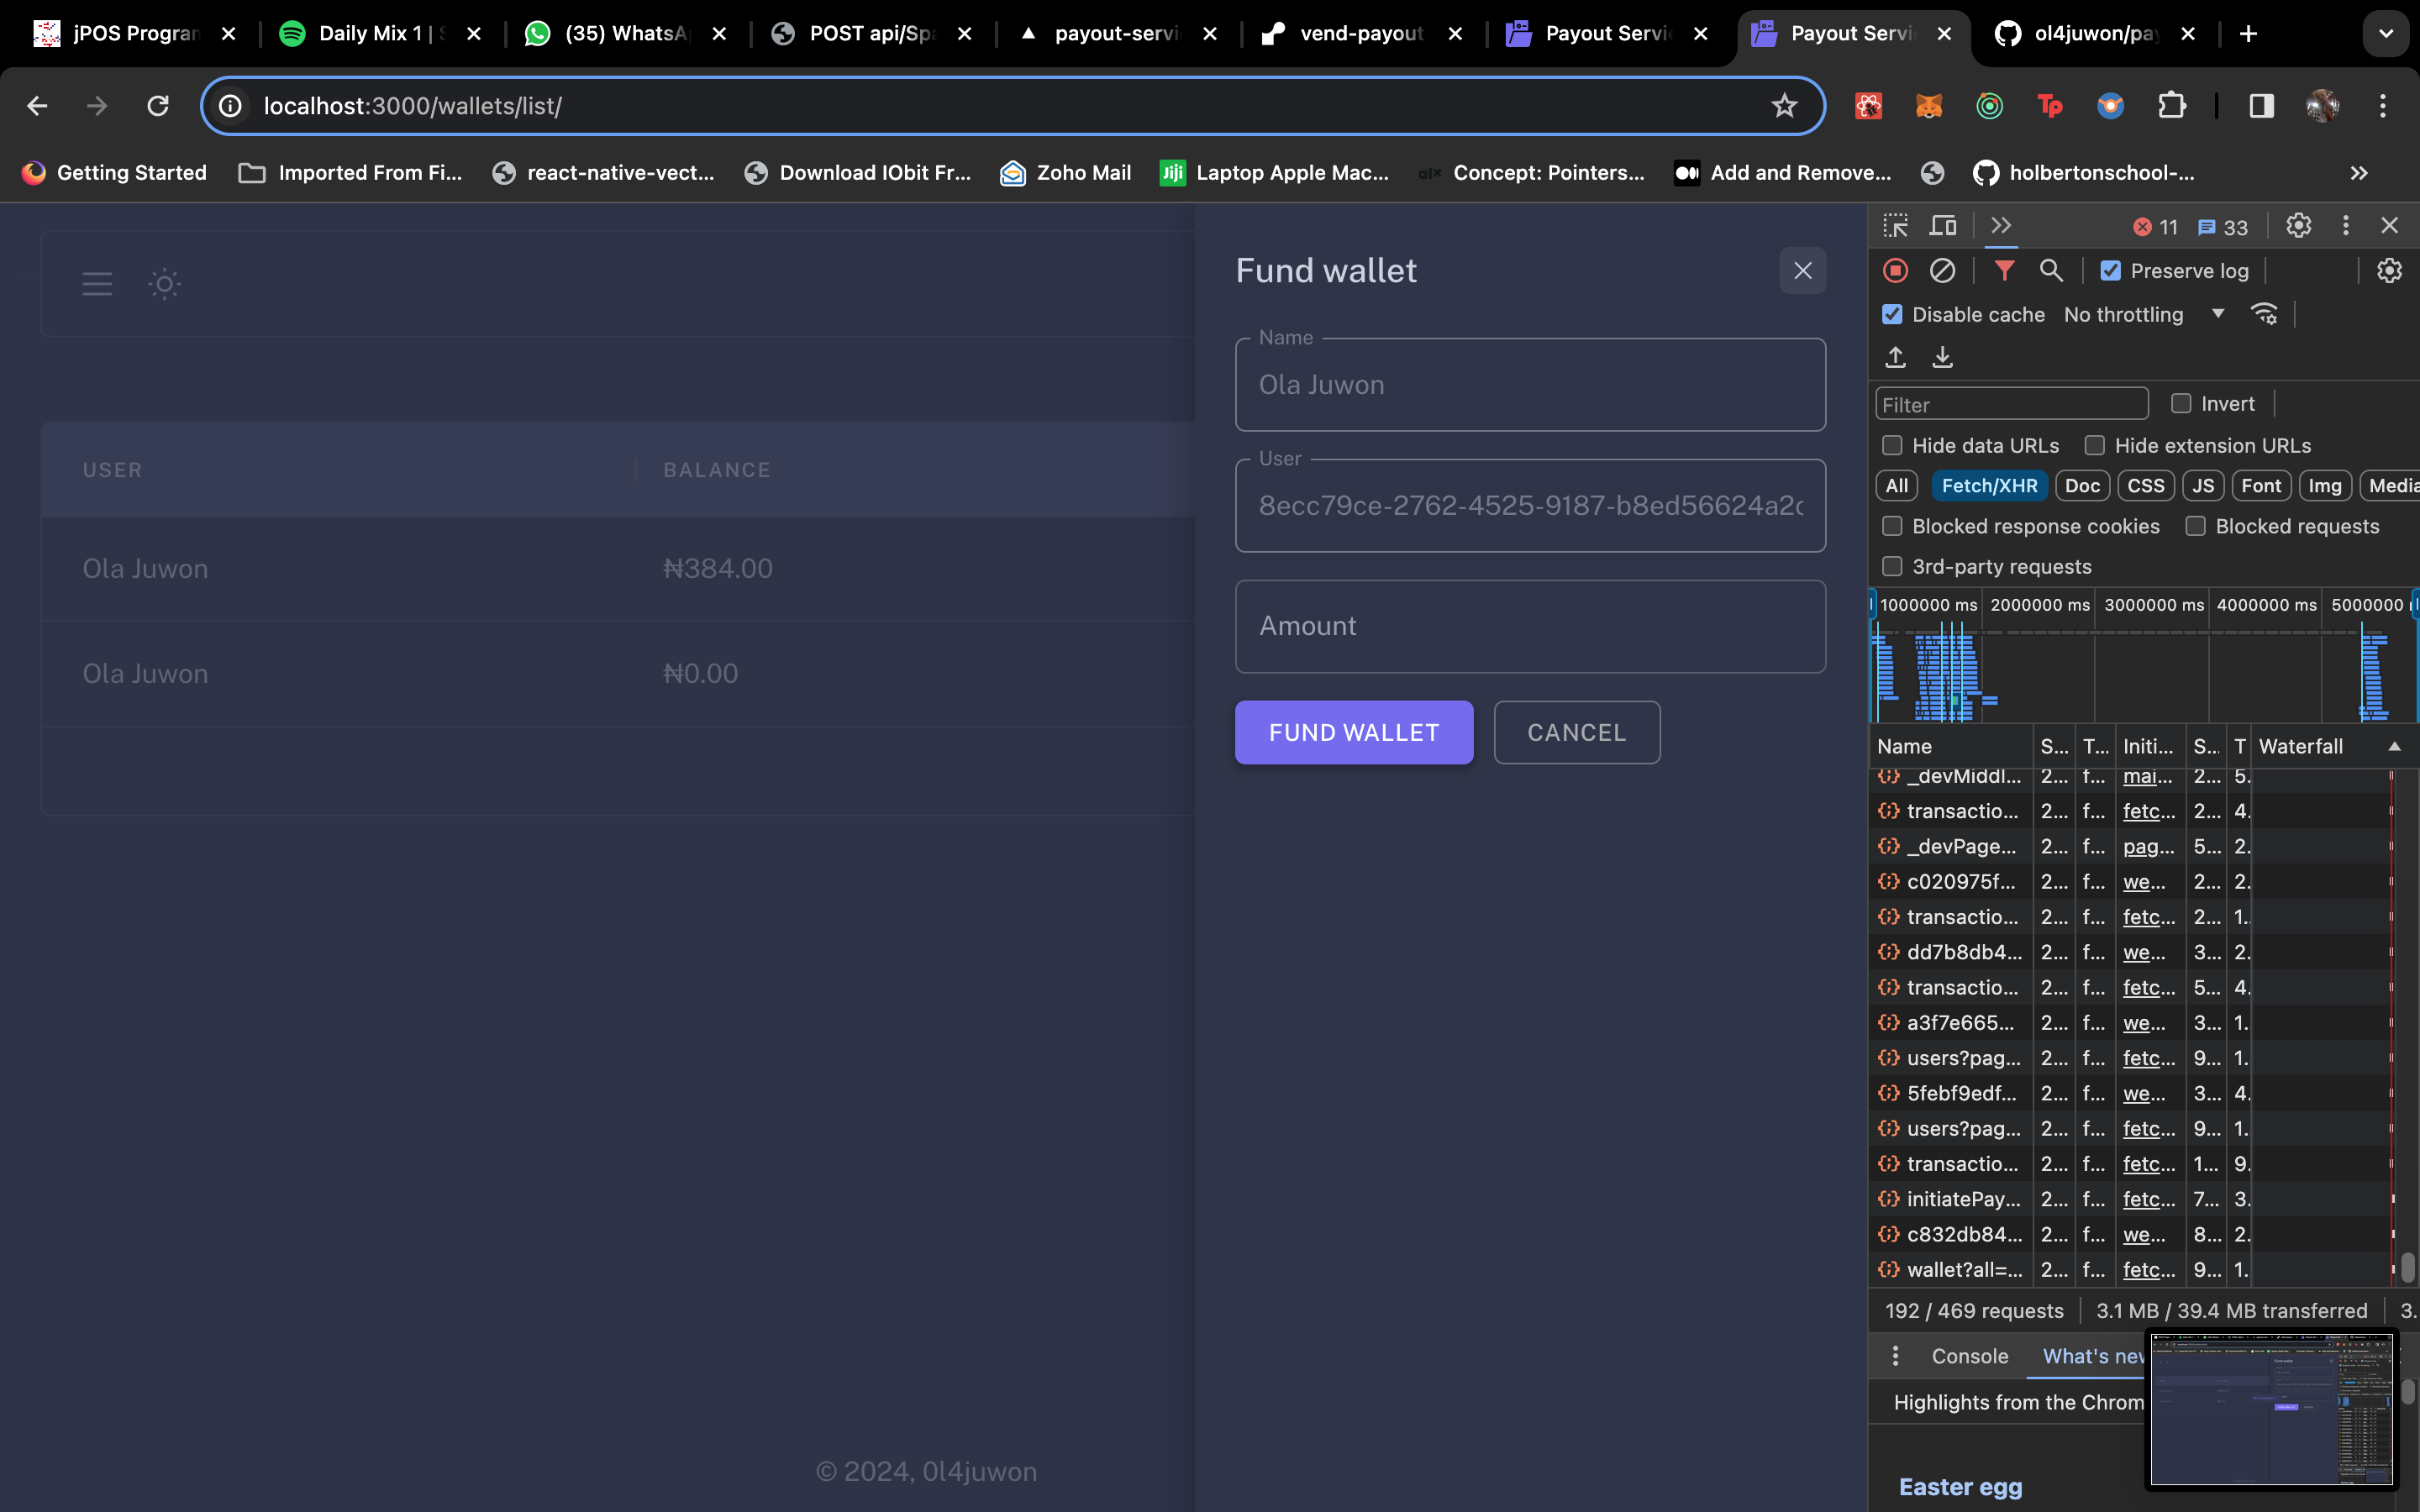 jPOS Progran
Daily Mix 1 | S
(35) WhatsA
POST api/Spa
payout-servi
vend-payout
Payout Servi
Payout Servi
ol4juwon/pay
localhost:3000/wallets/list/
Getting Started
Imported From Fi...
react-native-vect...
Download IObit Fr...
Zoho Mail
Jiji
Laptop Apple Mac...
alx
Concept: Pointers...
Add and Remove...
holbertonschool-...
USER
BALANCE
Ola Juwon
₦384.00
Ola Juwon
₦0.00
© 2024, 0l4juwon
Fund wallet
Name
Ola Juwon
User
8ecc79ce-2762-4525-9187-b8ed56624a2c
Amount
FUND WALLET
CANCEL
11
33
Preserve log
Disable cache
No throttling
Filter
Invert
Hide data URLs
Hide extension URLs
All
Fetch/XHR
Doc
CSS
JS
Font
Img
Media
Blocked response cookies
Blocked requests
3rd-party requests
1000000 ms
2000000 ms
3000000 ms
4000000 ms
5000000
Name S... T... Initi... S... T Waterfall
_devMiddl... 2... f... mai... 2... 5.
transactio... 2... f... fetc... 2... 4.
_devPage... 2... f... pag... 5... 2.
c020975f... 2... f... we... 2... 2.
transactio... 2... f... fetc... 2... 1.
dd7b8db4... 2... f... we... 3... 2.
transactio... 2... f... fetc... 5... 4.
a3f7e665... 2... f... we... 3... 1.
users?pag... 2... f... fetc... 9... 1.
5febf9edf... 2... f... we... 3... 4.
users?pag... 2... f... fetc... 9... 1.
transactio... 2... f... fetc... 1... 9.
initiatePay... 2... f... fetc... 7... 3.
c832db84... 2... f... we... 8... 2.
wallet?all=... 2... f... fetc... 9... 1.
192 / 469 requests
3.1 MB / 39.4 MB transferred
3.
Console
What's new
Highlights from the Chrom
Easter egg